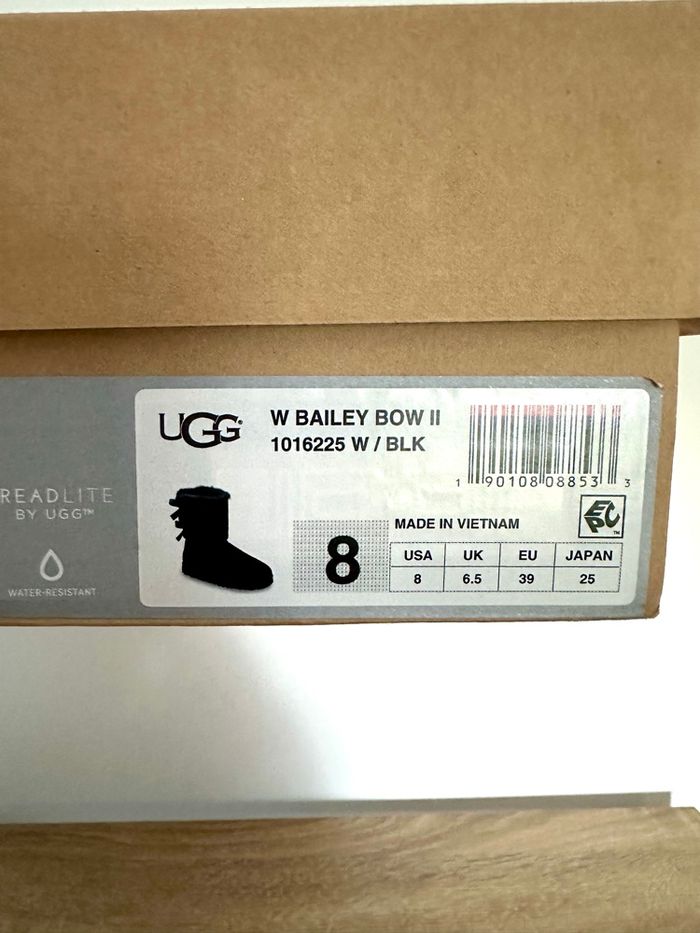 UGG®
W BAILEY BOW II
1016225 W / BLK
1 90108 08853 3
READLITE
BY UGG™
WATER-RESISTANT
EPC™
MADE IN VIETNAM
8
USA UK EU JAPAN
8 6.5 39 25